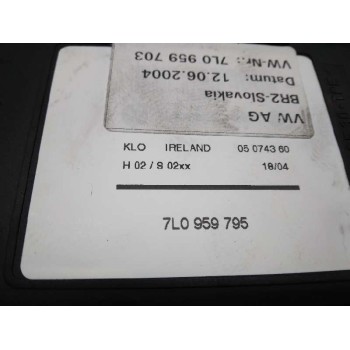 VW AG
BR2-Slovakia
Datum: 12.06.2004
VW-Nr.: 7L0 959 703
KLO IRELAND 05 0743 60
H 02 / S 02xx 18/04
7L0 959 795